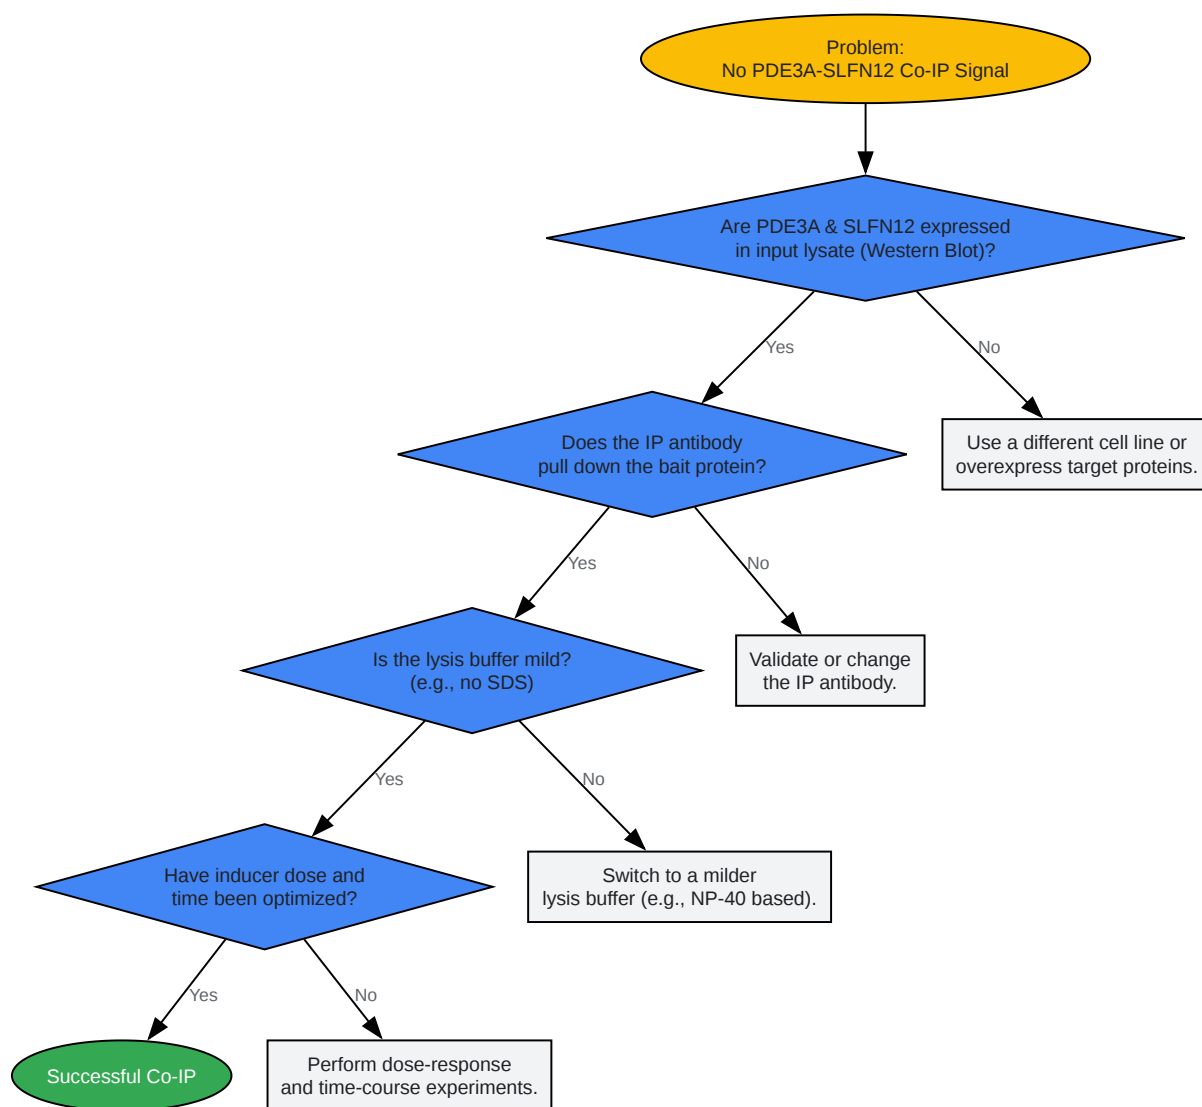 Problem:
No PDE3A-SLFN12 Co-IP Signal
Are PDE3A & SLFN12 expressed
in input lysate (Western Blot)?
Yes
No
Does the IP antibody
pull down the bait protein?
Use a different cell line or
overexpress target proteins.
Yes
No
Is the lysis buffer mild?
(e.g., no SDS)
Validate or change
the IP antibody.
Yes
No
Have inducer dose and
time been optimized?
Switch to a milder
lysis buffer (e.g., NP-40 based).
Yes
No
Successful Co-IP
Perform dose-response
and time-course experiments.